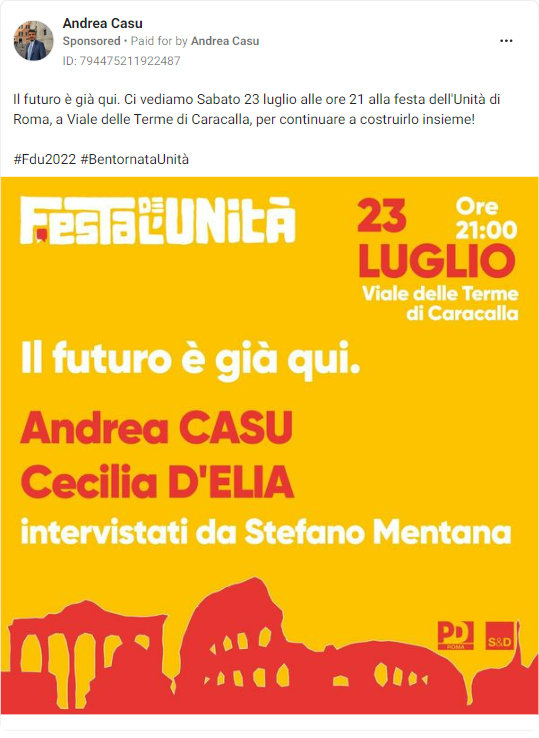 Andrea Casu
Sponsored • Paid for by Andrea Casu
ID: 794475211922487
Il futuro è già qui. Ci vediamo Sabato 23 luglio alle ore 21 alla festa dell'Unità di
Roma, a Viale delle Terme di Caracalla, per continuare a costruirlo insieme!
#Fdu2022 #BentornataUnità
FestaDE L'UNità
23 Ore
21:00
LUGLIO
Viale delle Terme
di Caracalla
Il futuro è già qui.
Andrea CASU
Cecilia D'ELIA
intervistati da Stefano Mentana
PD
ROMA
S&D